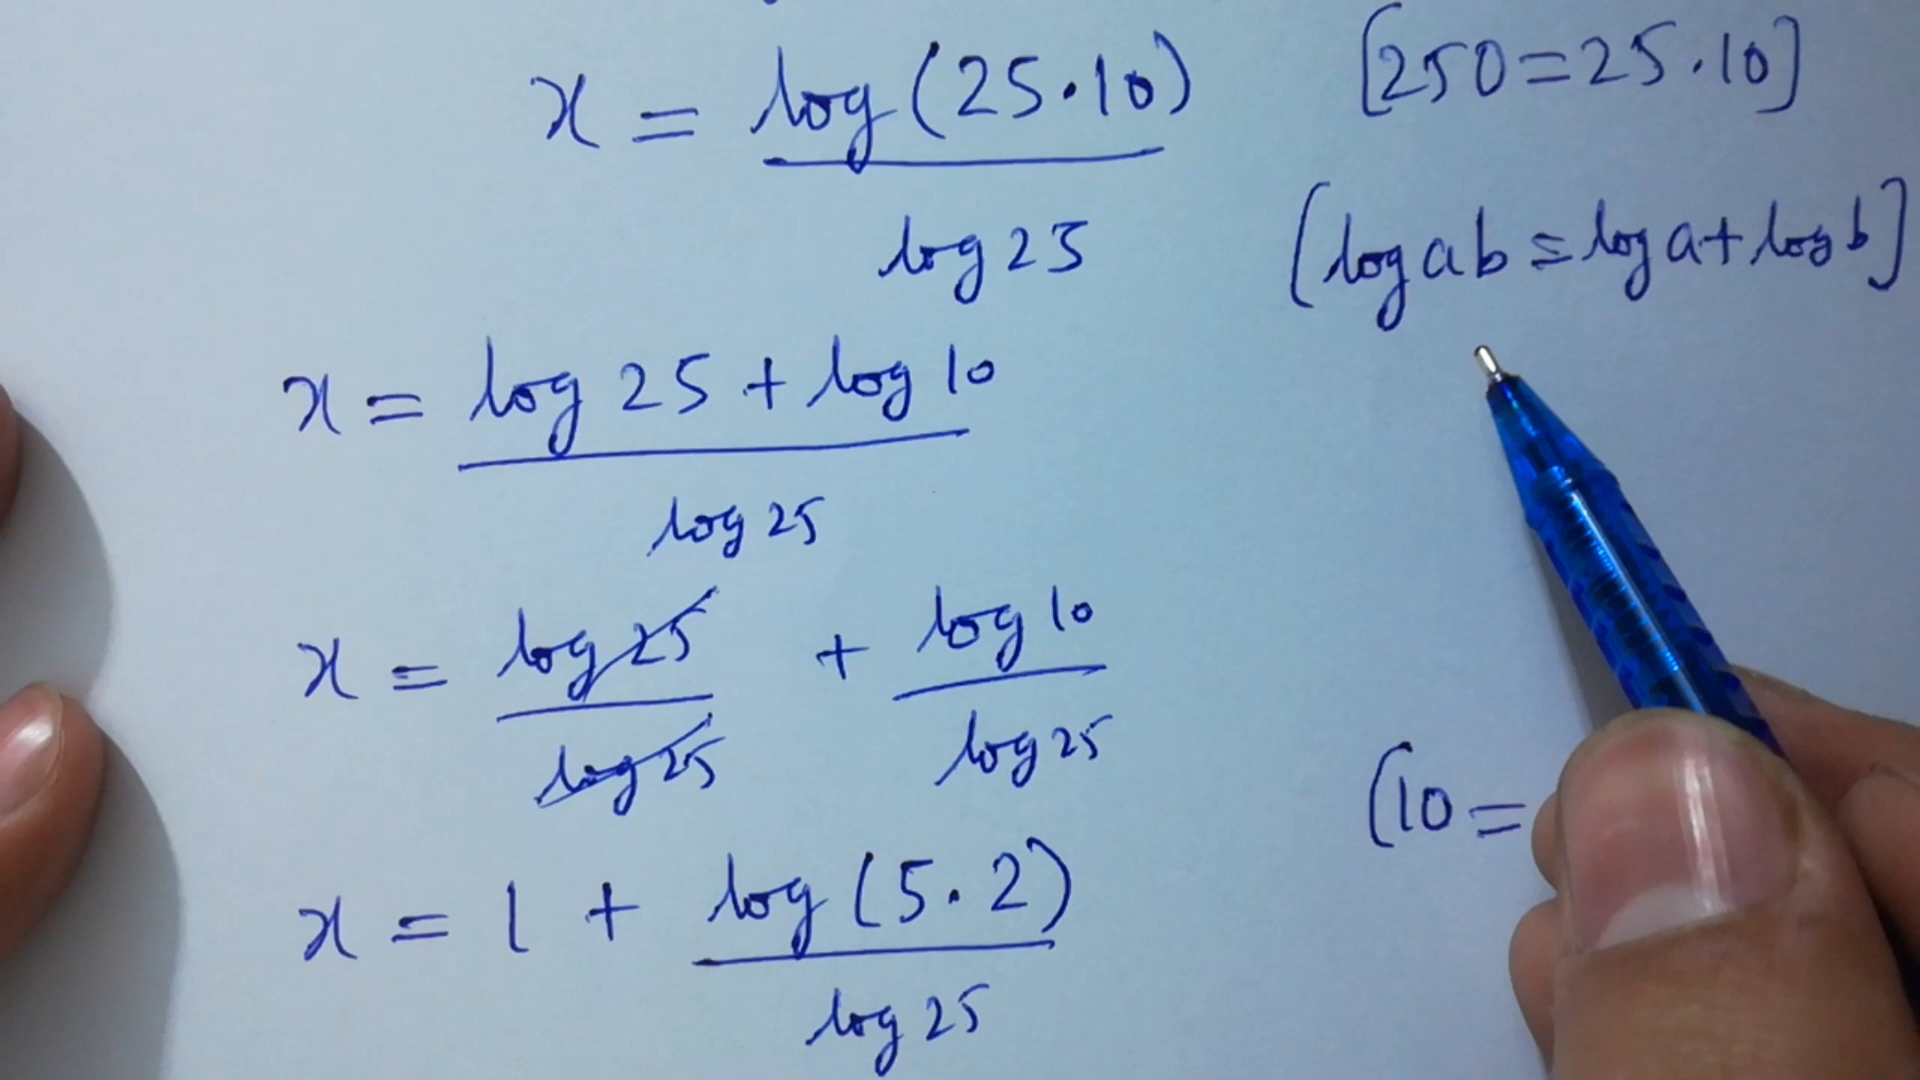 x = log(25·10) / log 25 [250=25·10]
[log ab = log a + log b]
x = log 25 + log 10 / log 25
x = log 25 / log 25 + log 10 / log 25
(10 =
x = 1 + log (5·2) / log 25